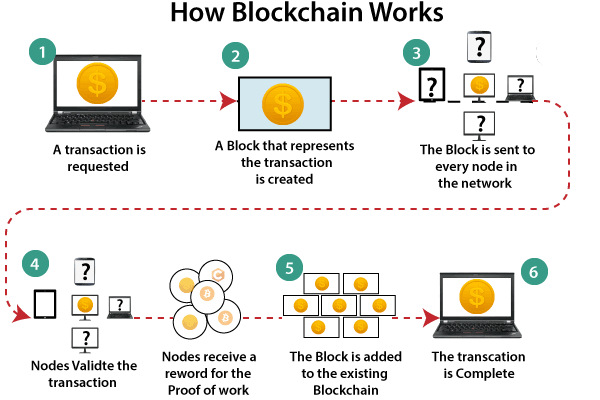 How Blockchain Works
1
$
A transaction is
requested
2
$
A Block that represents
the transaction
is created
3
?
?
$
?
?
The Block is sent to
every node in
the network
4
?
$
?
?
Nodes Validte the
transaction
Nodes receive a
reword for the
Proof of work
5
The Block is added
to the existing
Blockchain
6
$
The transcation
is Complete